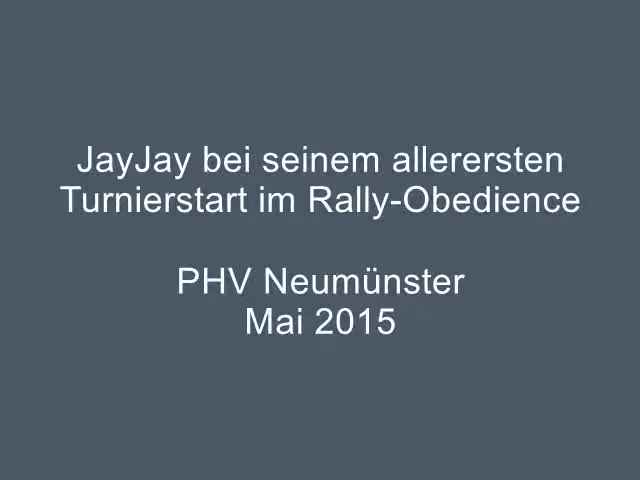 JayJay bei seinem allerersten
Turnierstart im Rally-Obedience
PHV Neumünster
Mai 2015